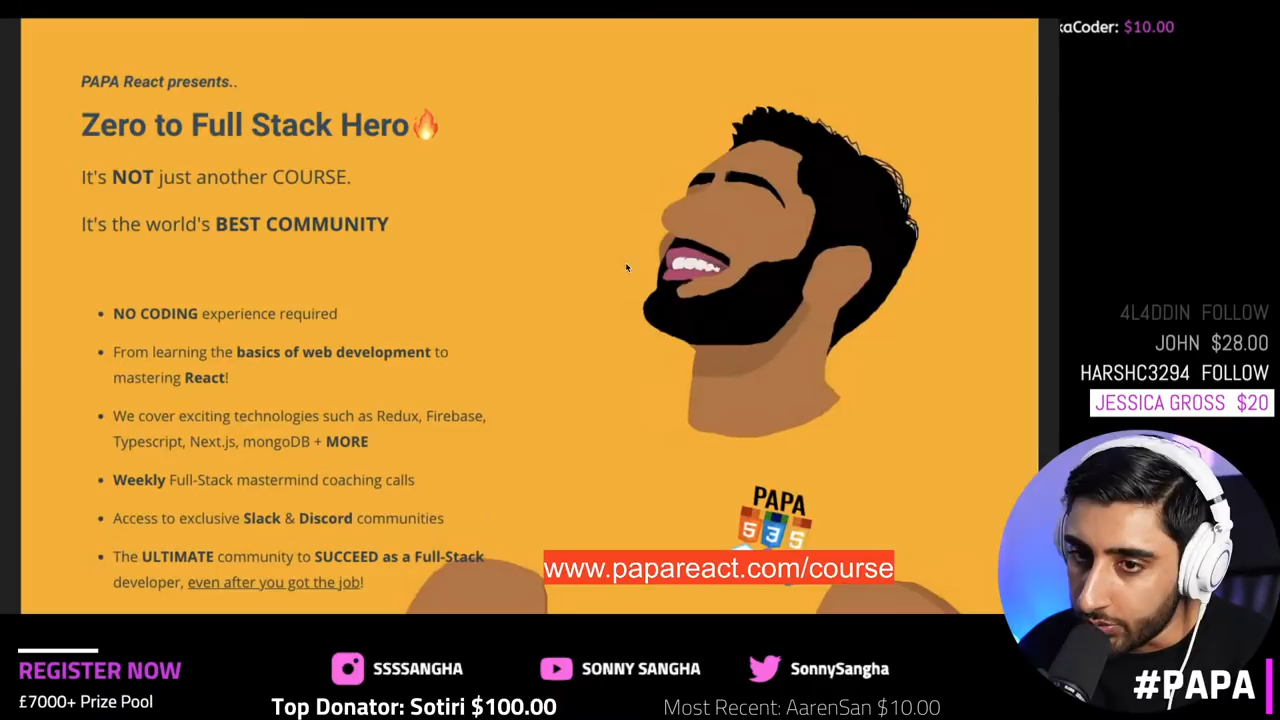 kaCoder: $10.00
PAPA React presents..
Zero to Full Stack Hero🔥
It's NOT just another COURSE.
It's the world's BEST COMMUNITY
• NO CODING experience required
• From learning the basics of web development to
mastering React!
• We cover exciting technologies such as Redux, Firebase,
Typescript, Next.js, mongoDB + MORE
• Weekly Full-Stack mastermind coaching calls
• Access to exclusive Slack & Discord communities
• The ULTIMATE community to SUCCEED as a Full-Stack
developer, even after you got the job!
PAPA
5 3 5
www.papareact.com/course
4L4DDIN FOLLOW
JOHN $28.00
HARSHC3294 FOLLOW
JESSICA GROSS $20
REGISTER NOW
£7000+ Prize Pool
SSSSANGHA
SONNY SANGHA
SonnySangha
Top Donator: Sotiri $100.00
Most Recent: AarenSan $10.00
#PAPA